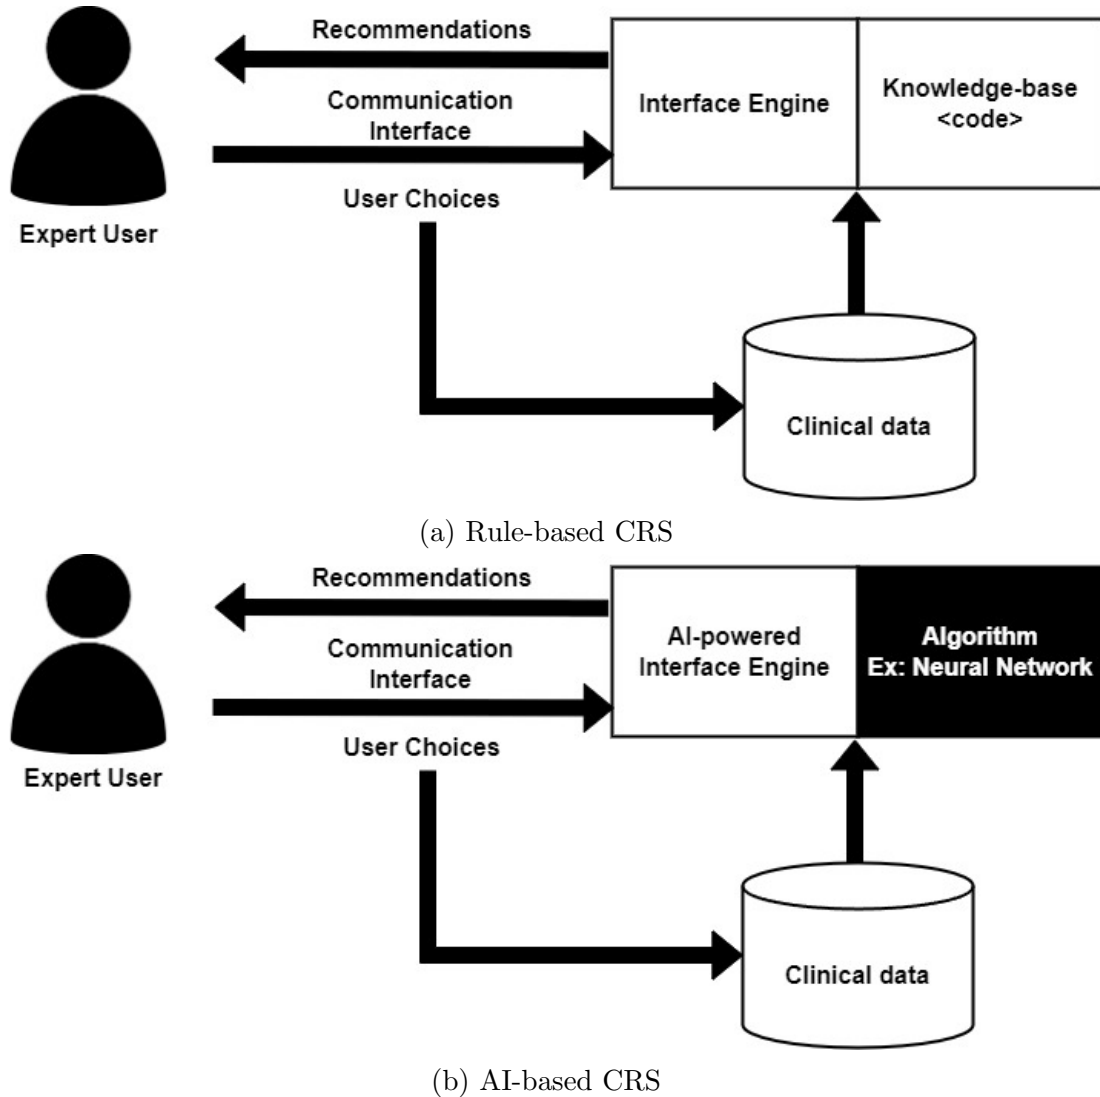 Recommendations
Communication
Interface
User Choices
Expert User
Interface Engine
Knowledge-base
<code>
Clinical data
(a) Rule-based CRS
Recommendations
Communication
Interface
User Choices
Expert User
AI-powered
Interface Engine
Algorithm
Ex: Neural Network
Clinical data
(b) AI-based CRS